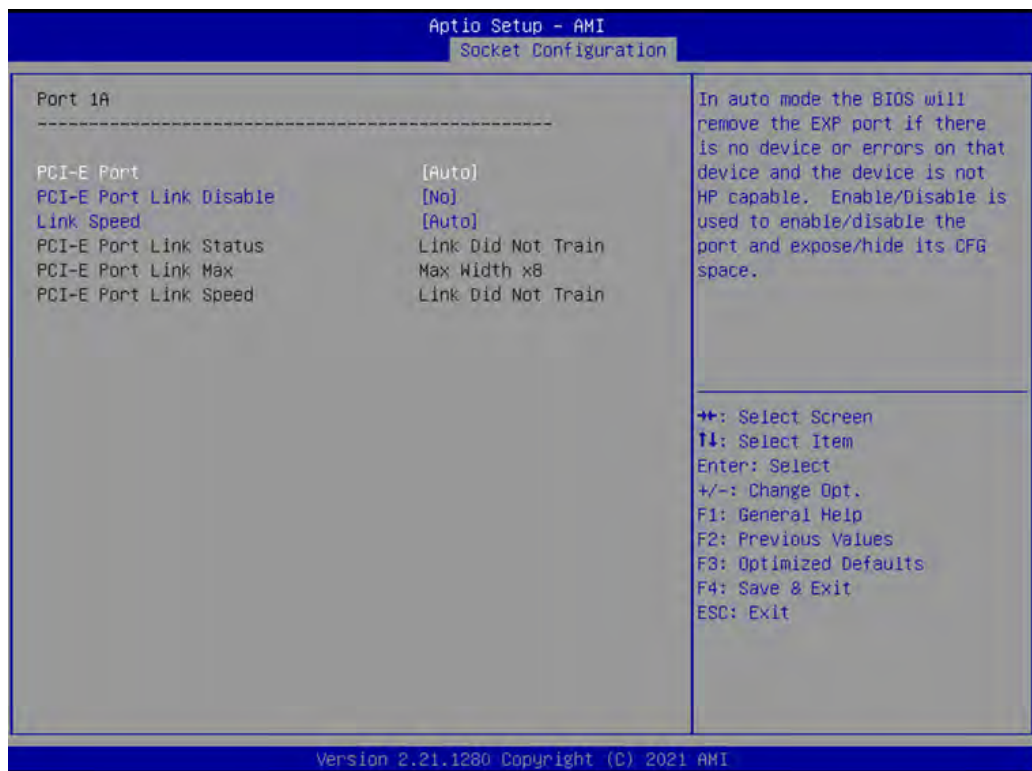 Aptio Setup - AMI
Socket Configuration
Port 1A
--------------------------------------------------
PCI-E Port [Auto]
PCI-E Port Link Disable [No]
Link Speed [Auto]
PCI-E Port Link Status Link Did Not Train
PCI-E Port Link Max Max Width x8
PCI-E Port Link Speed Link Did Not Train
In auto mode the BIOS will
remove the EXP port if there
is no device or errors on that
device and the device is not
HP capable. Enable/Disable is
used to enable/disable the
port and expose/hide its CFG
space.
→←: Select Screen
↑↓: Select Item
Enter: Select
+/-: Change Opt.
F1: General Help
F2: Previous Values
F3: Optimized Defaults
F4: Save & Exit
ESC: Exit
Version 2.21.1280 Copyright (C) 2021 AMI